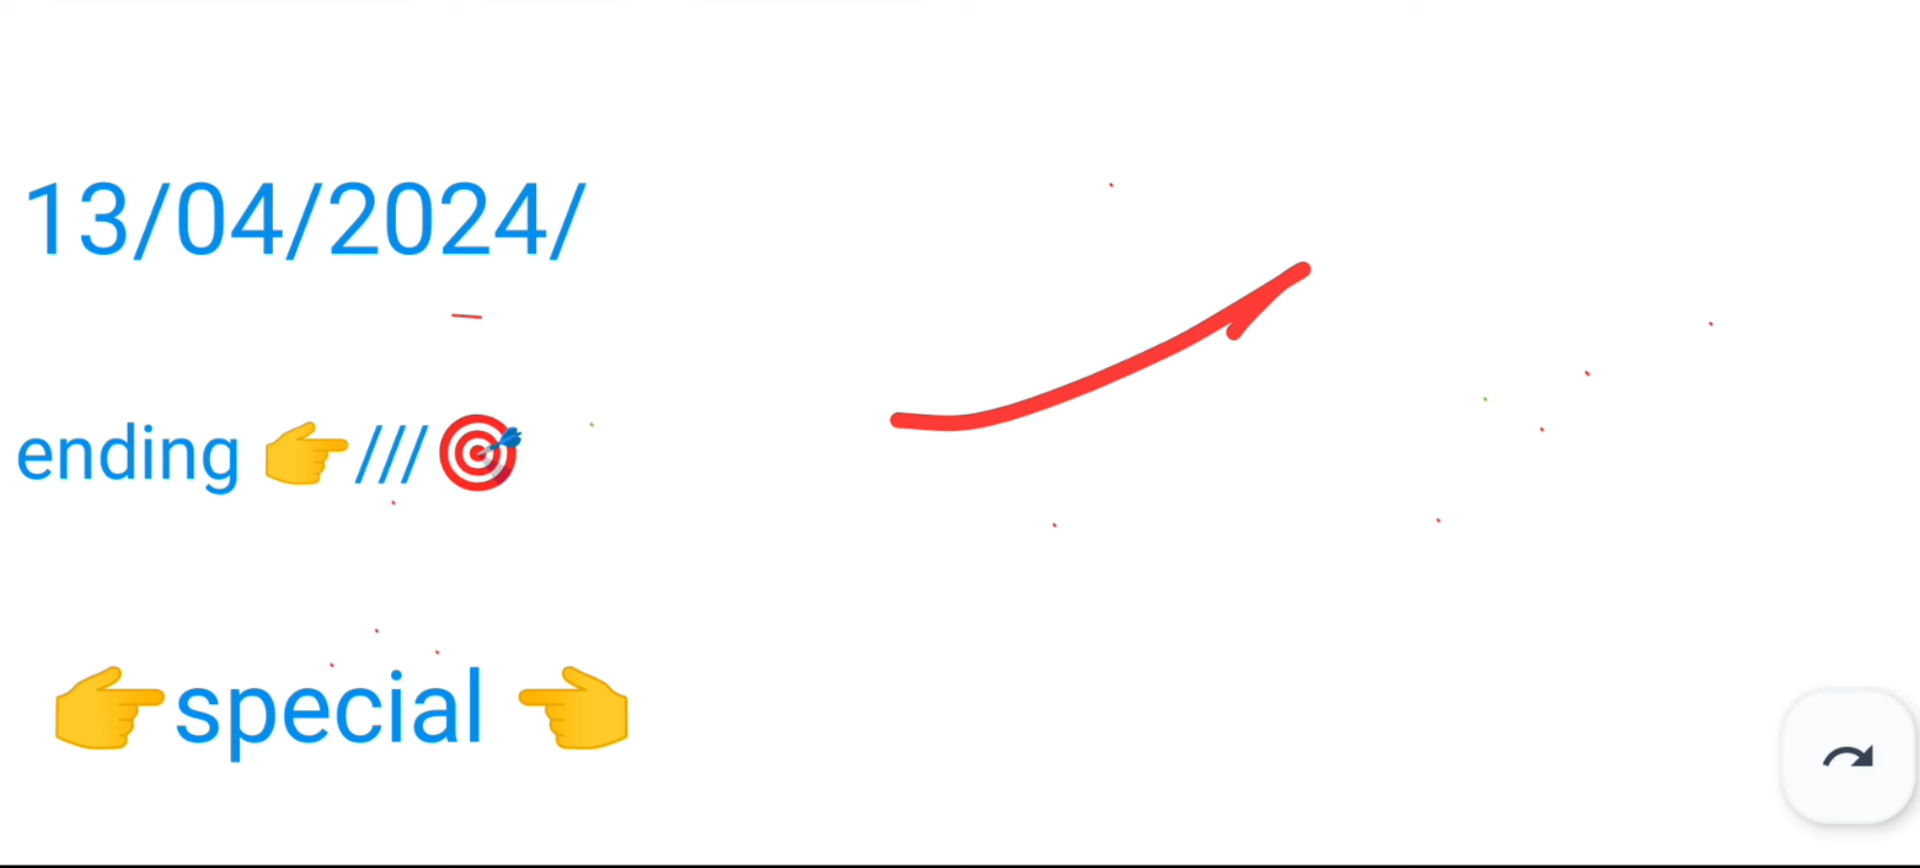 13/04/2024/
ending 👉///🎯
👉special 👈